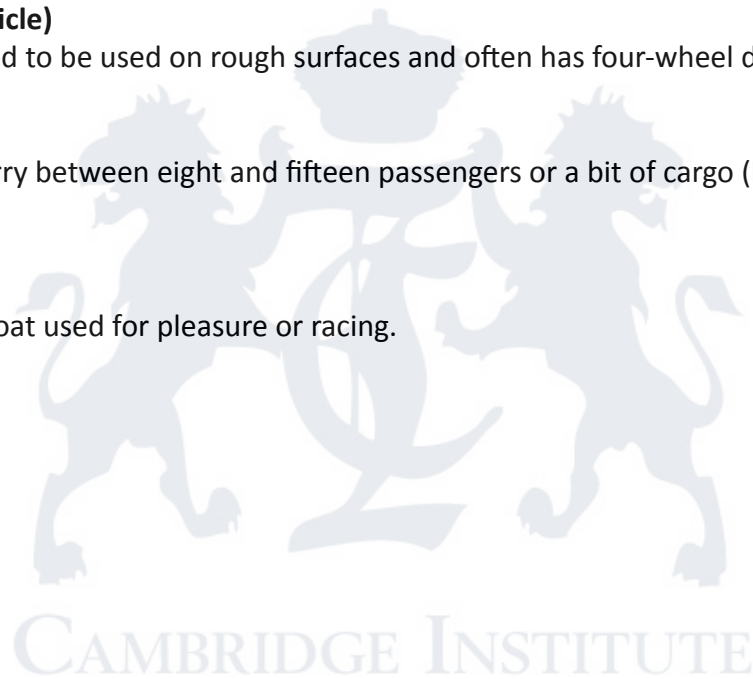 icle)
d to be used on rough surfaces and often has four-wheel d
rry between eight and fifteen passengers or a bit of cargo (
oat used for pleasure or racing.
CAMBRIDGE INSTITUTE